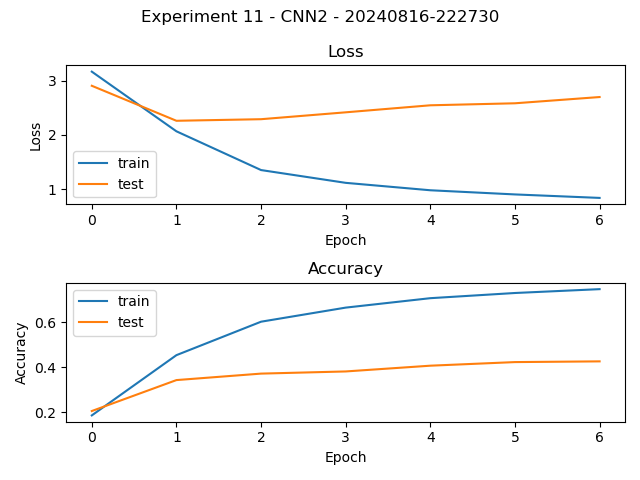 Experiment 11 - CNN2 - 20240816-222730
Loss
3
2
1
Loss
train
test
0 1 2 3 4 5 6
Epoch
Accuracy
0.6
0.4
0.2
Accuracy
train
test
0 1 2 3 4 5 6
Epoch